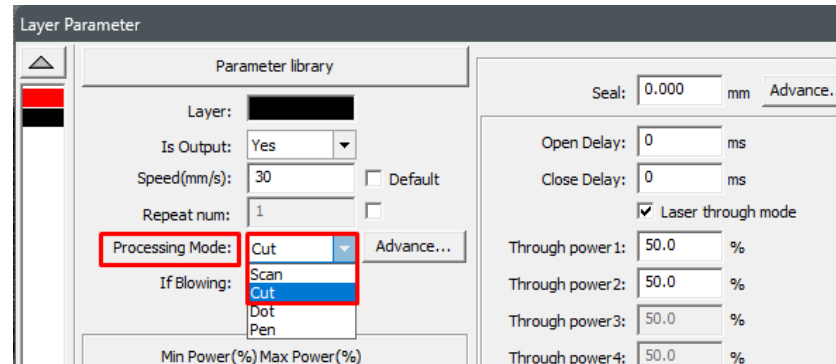 Layer Parameter
Parameter library
Layer:
Is Output: Yes
Speed(mm/s): 30 Default
Repeat num: 1
Processing Mode: Cut Advance...
Scan
Cut
Dot
Pen
If Blowing:
Min Power(%) Max Power(%)
Seal: 0.000 mm Advance.
Open Delay: 0 ms
Close Delay: 0 ms
Laser through mode
Through power1: 50.0 %
Through power2: 50.0 %
Through power3: 50.0 %
Through power4: 50.0 %